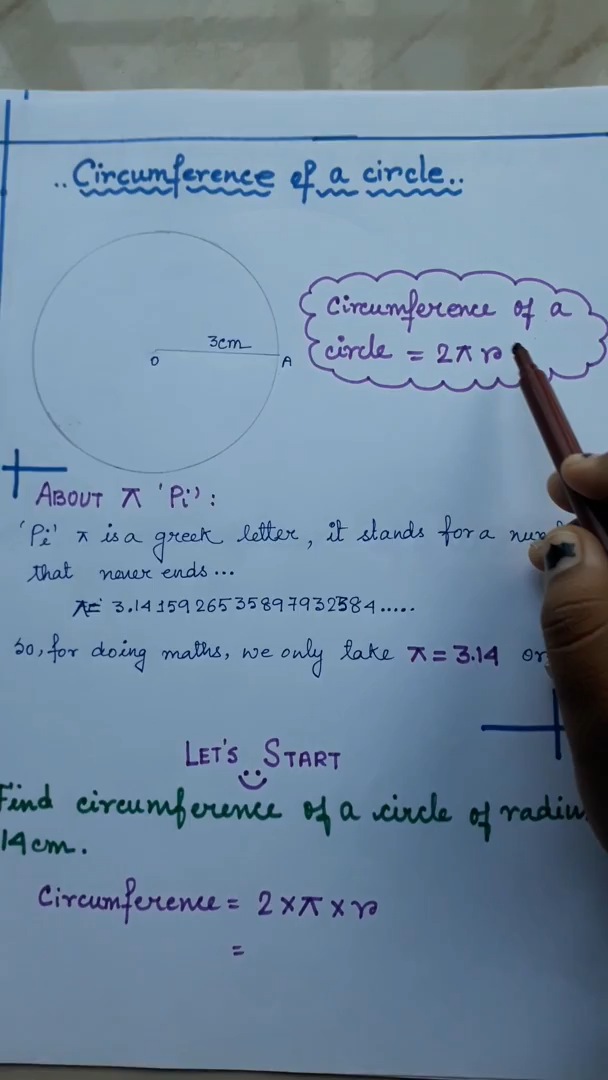 ..Circumference of a circle..
3cm
O
A
Circumference of a
circle = 2πr
ABOUT π 'Pi' :
'Pi' π is a greek letter, it stands for a
that never ends...
π = 3.1415926535897932384.....
So, for doing maths, we only take π = 3.14 or
LET'S START
Find circumference of a circle of
14cm.
Circumference = 2 × π × r
=